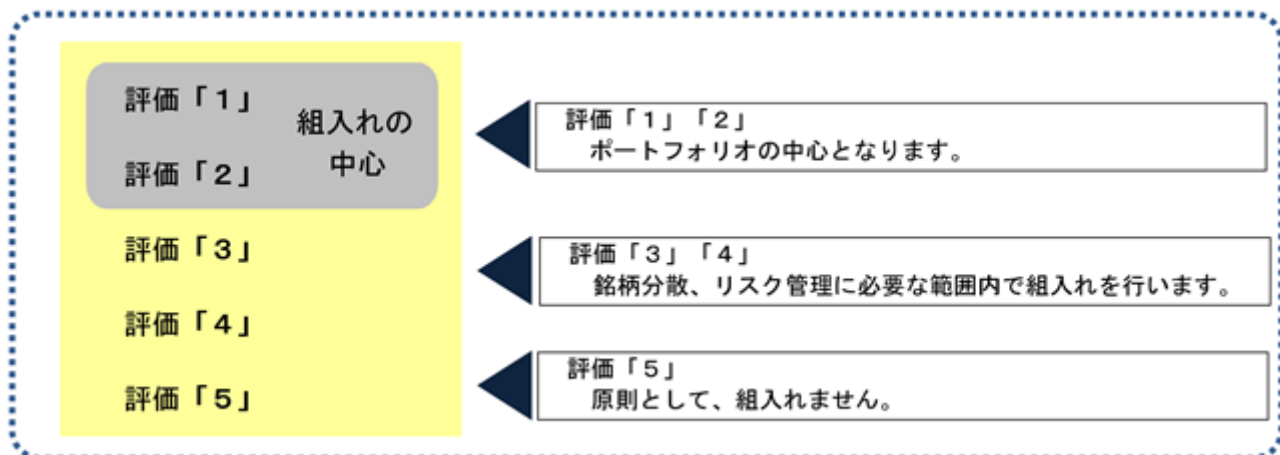 評価「１」
評価「２」
組入れの
中心
評価「３」
評価「４」
評価「５」
評価「１」「２」
ポートフォリオの中心となります。
評価「３」「４」
銘柄分散、リスク管理に必要な範囲内で組入れを行います。
評価「５」
原則として、組入れません。